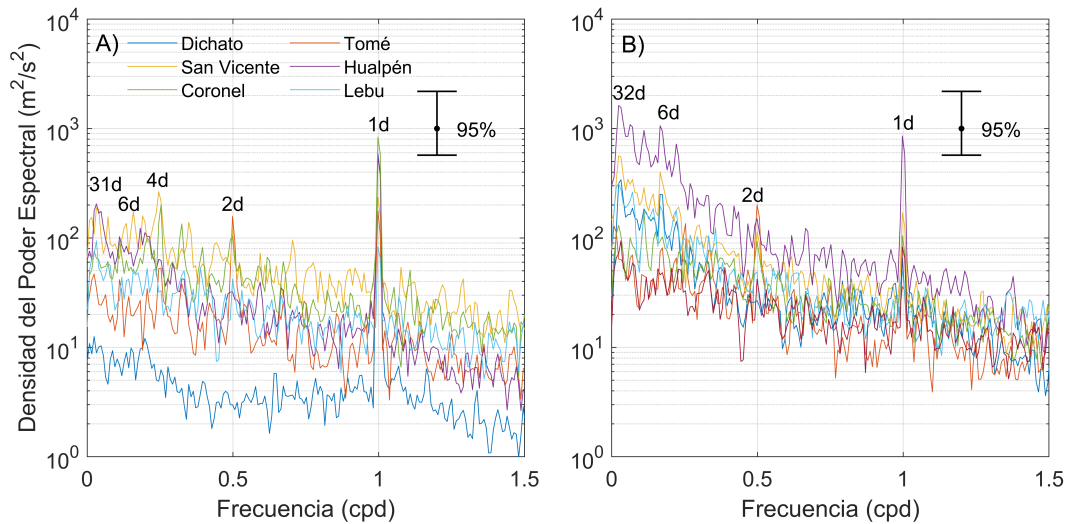 A)
Dichato Tomé
San Vicente Hualpén
Coronel Lebu
31d
6d
4d
2d
1d
95%
10^4
10^3
10^2
10^1
10^0
Densidad del Poder Espectral (m^2/s^2)
0 0.5 1 1.5
Frecuencia (cpd)
B)
32d
6d
2d
1d
95%
10^4
10^3
10^2
10^1
10^0
0 0.5 1 1.5
Frecuencia (cpd)